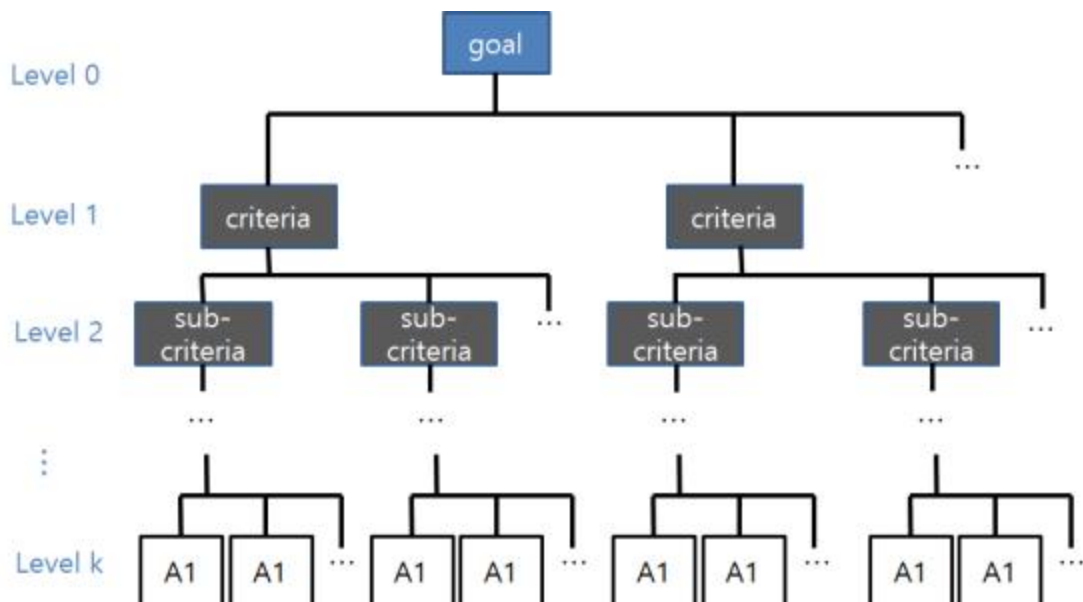 goal
Level 0
...
Level 1
criteria
criteria
Level 2
sub-
criteria
sub-
criteria
...
sub-
criteria
sub-
criteria
...
... ... ... ...
⋮
Level k
A1 A1 ... A1 A1 ... A1 A1 ... A1 A1 ...